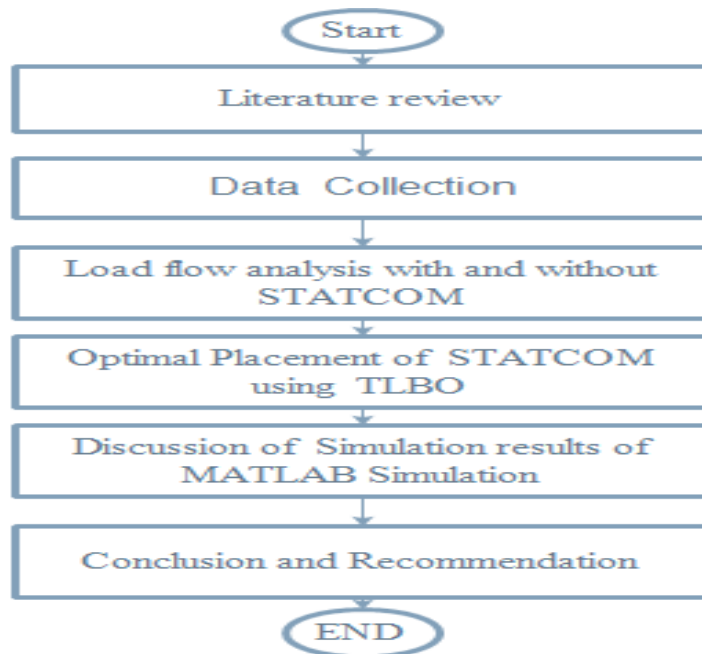 Start
Literature review
Data Collection
Load flow analysis with and without
STATCOM
Optimal Placement of STATCOM
using TLBO
Discussion of Simulation results of
MATLAB Simulation
Conclusion and Recommendation
END